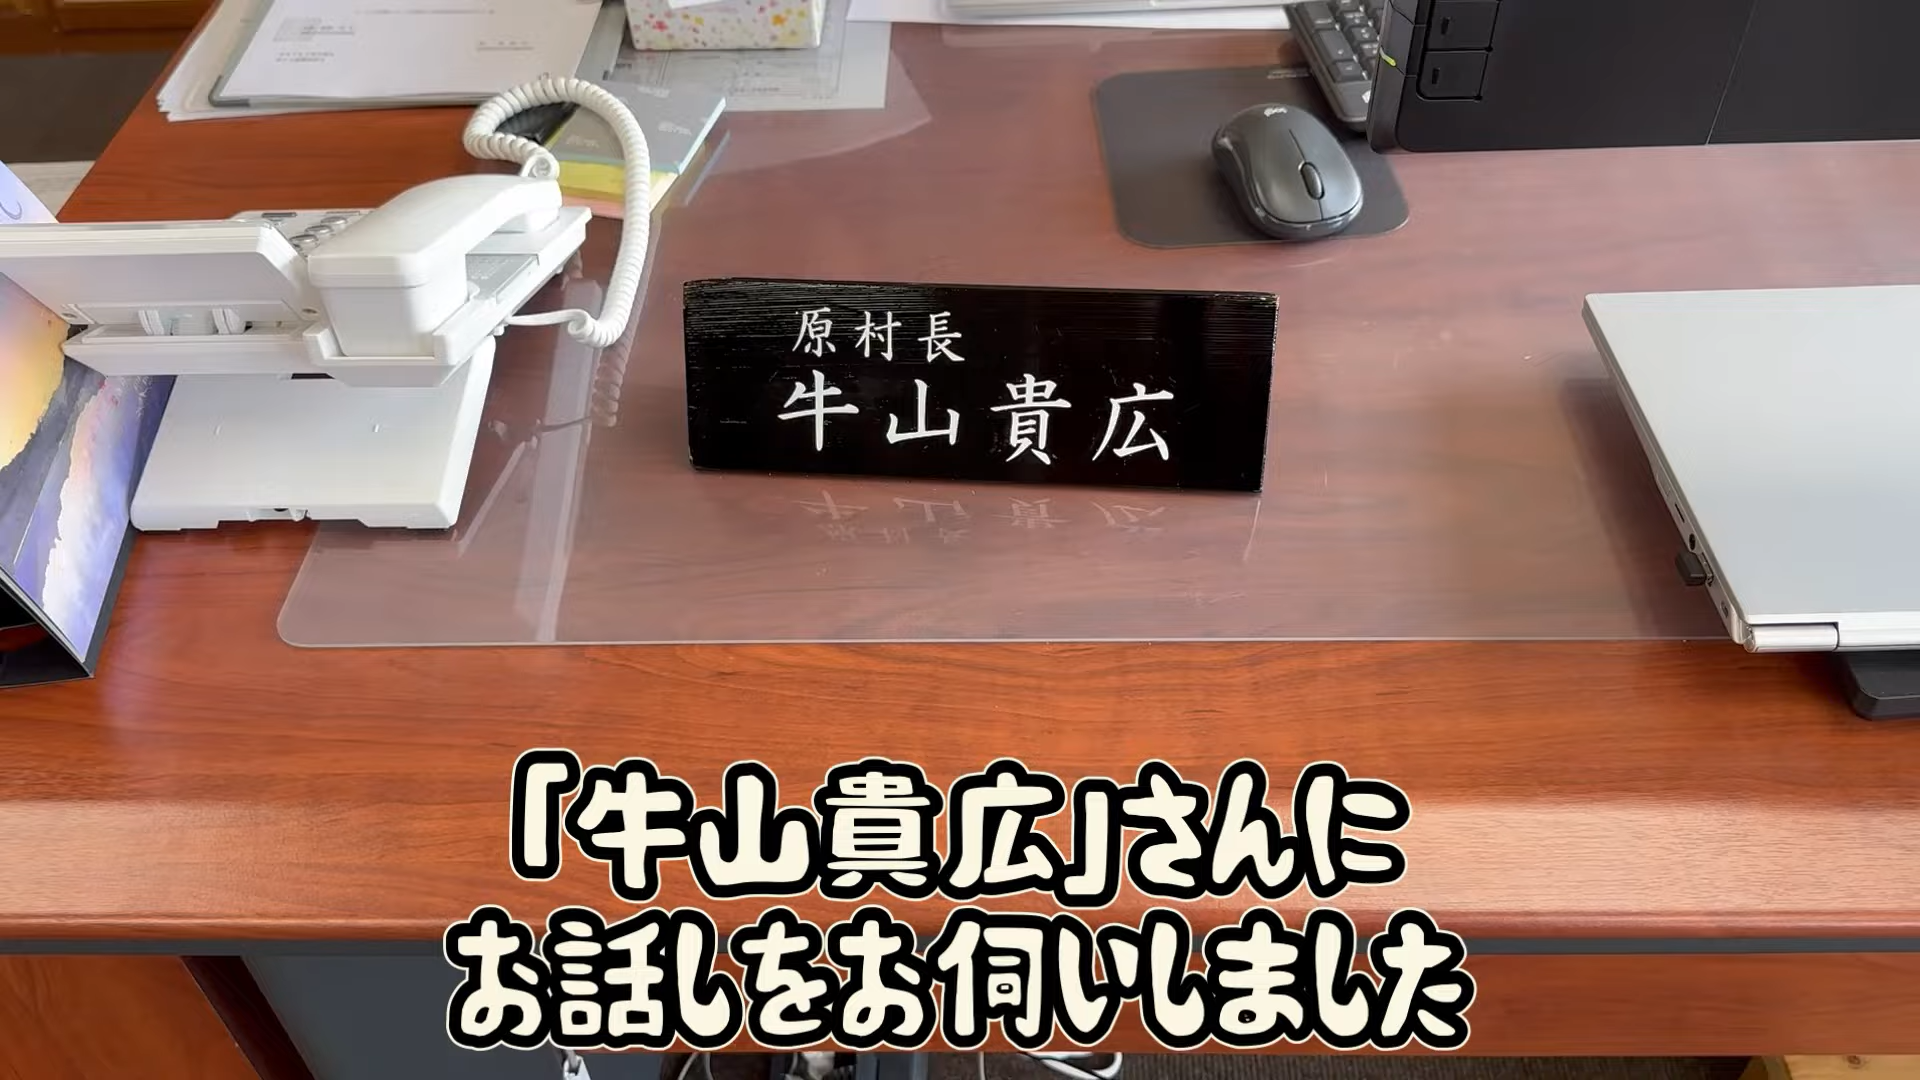 原村長
牛山貴広
「牛山貴広」さんに
お話しをお伺いしました